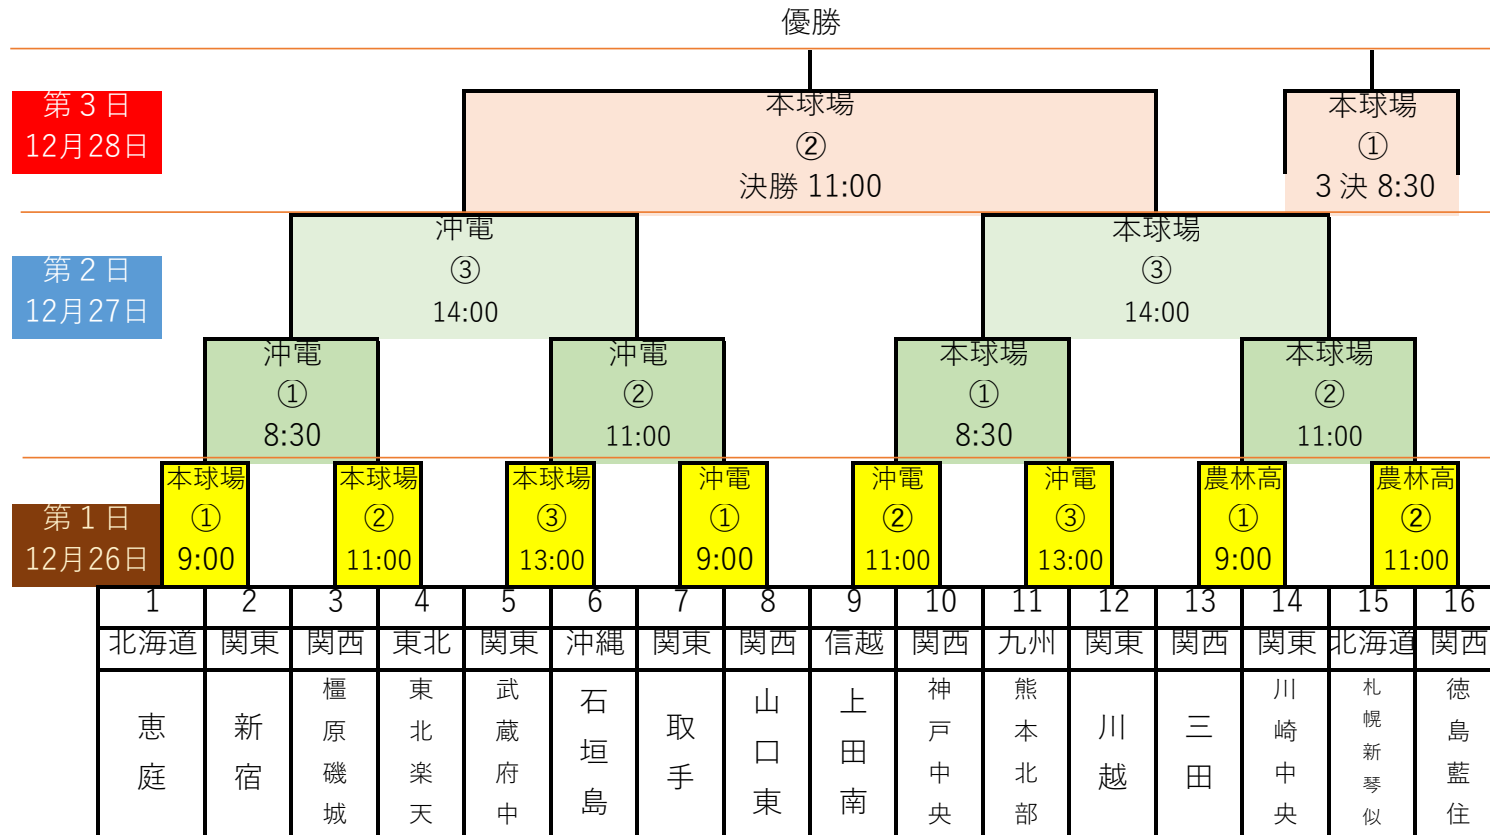 優勝
第３日
12月28日
本球場
②
決勝 11:00
本球場
①
３決 8:30
第２日
12月27日
沖電
③
14:00
本球場
③
14:00
沖電
①
8:30
沖電
②
11:00
本球場
①
8:30
本球場
②
11:00
第１日
12月26日
本球場
①
9:00
本球場
②
11:00
本球場
③
13:00
沖電
①
9:00
沖電
②
11:00
沖電
③
13:00
農林高
①
9:00
農林高
②
11:00
1 2 3 4 5 6 7 8 9 10 11 12 13 14 15 16
北海道 関東 関西 東北 関東 沖縄 関東 関西 信越 関西 九州 関東 関西 関東 北海道 関西
恵庭
新宿
橿原磯城
東北楽天
武蔵府中
石垣島
取手
山口東
上田南
神戸中央
熊本北部
川越
三田
川崎中央
札幌新琴似
徳島藍住